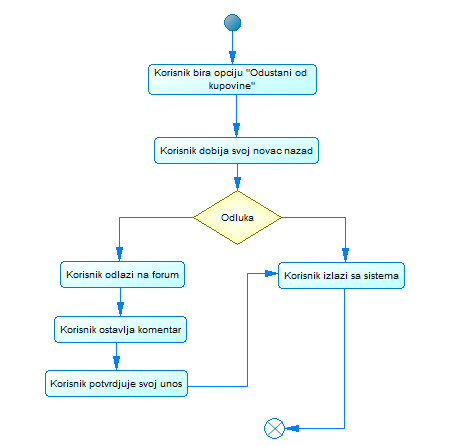 Korisnik bira opciju "Odustani od
kupovine"
Korisnik dobija svoj novac nazad
Odluka
Korisnik odlazi na forum
Korisnik izlazi sa sistema
Korisnik ostavlja komentar
Korisnik potvrdjuje svoj unos